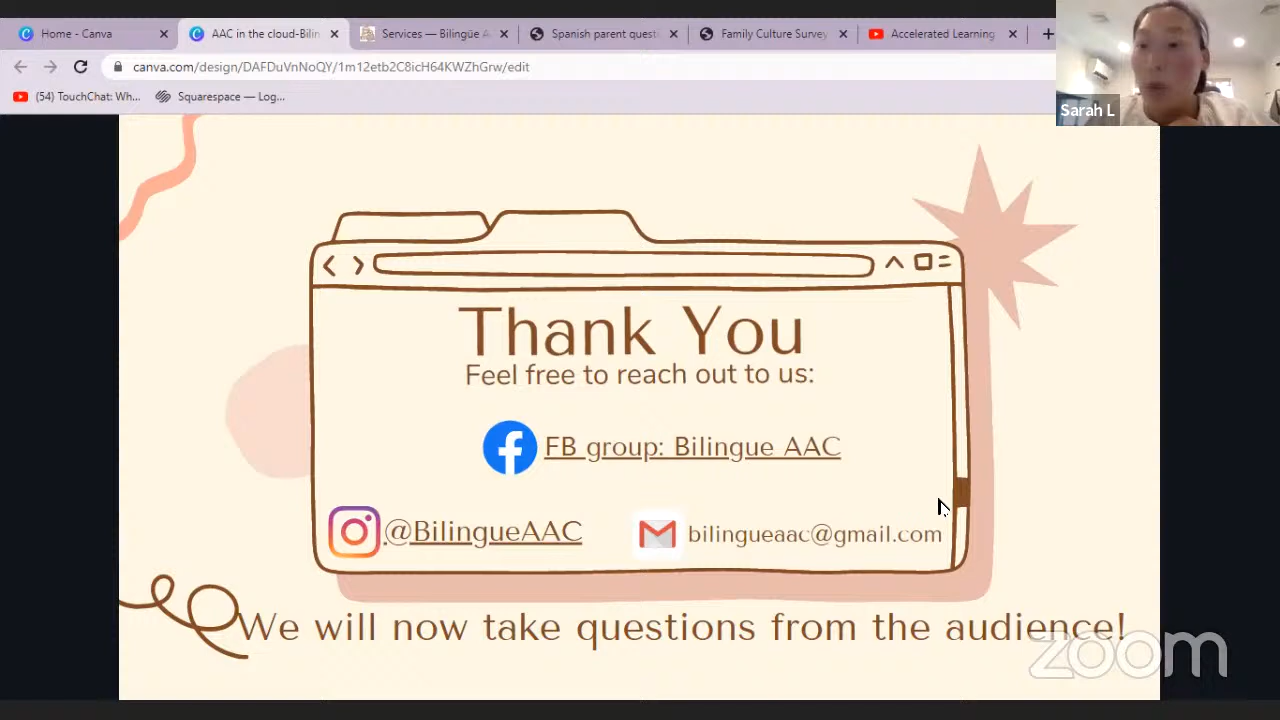 Home - Canva
AAC in the cloud-Bilin
Services — Bilingüe A
Spanish parent quest
Family Culture Survey
Accelerated Learning
canva.com/design/DAFDuVnNoQY/1m12etb2C8icH64KWZhGrw/edit
(54) TouchChat: Wh...
Squarespace — Log...
Sarah L
Thank You
Feel free to reach out to us:
FB group: Bilingue AAC
@BilingueAAC
bilingueaac@gmail.com
We will now take questions from the audience!
zoom